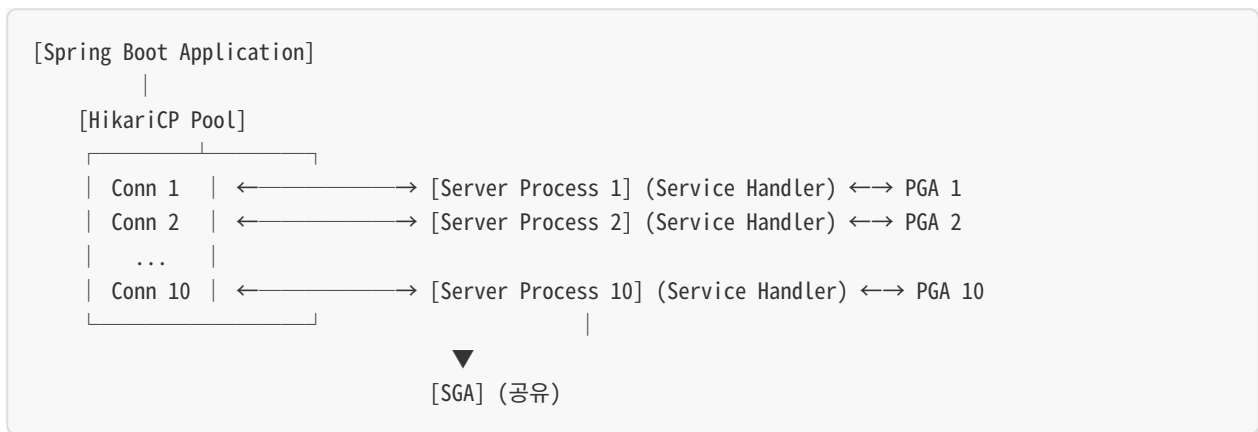 [Spring Boot Application]
[HikariCP Pool]
Conn 1 ←→ [Server Process 1] (Service Handler) ←→ PGA 1
Conn 2 ←→ [Server Process 2] (Service Handler) ←→ PGA 2
...
Conn 10 ←→ [Server Process 10] (Service Handler) ←→ PGA 10
[SGA] (공유)